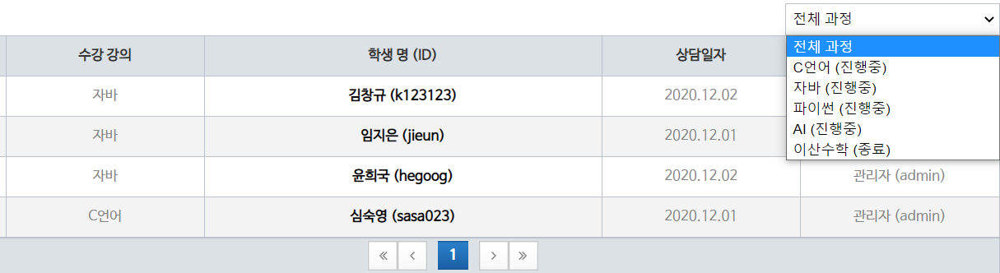 전체 과정
수강 강의 학생 명 (ID) 상담일자
전체 과정
C언어 (진행중)
자바 (진행중)
파이썬 (진행중)
AI (진행중)
이산수학 (종료)
자바 김창규 (k123123) 2020.12.02
자바 임지은 (jieun) 2020.12.01
자바 윤희국 (hegoog) 2020.12.02 관리자 (admin)
C언어 심숙영 (sasa023) 2020.12.01 관리자 (admin)
« ‹ 1 › »